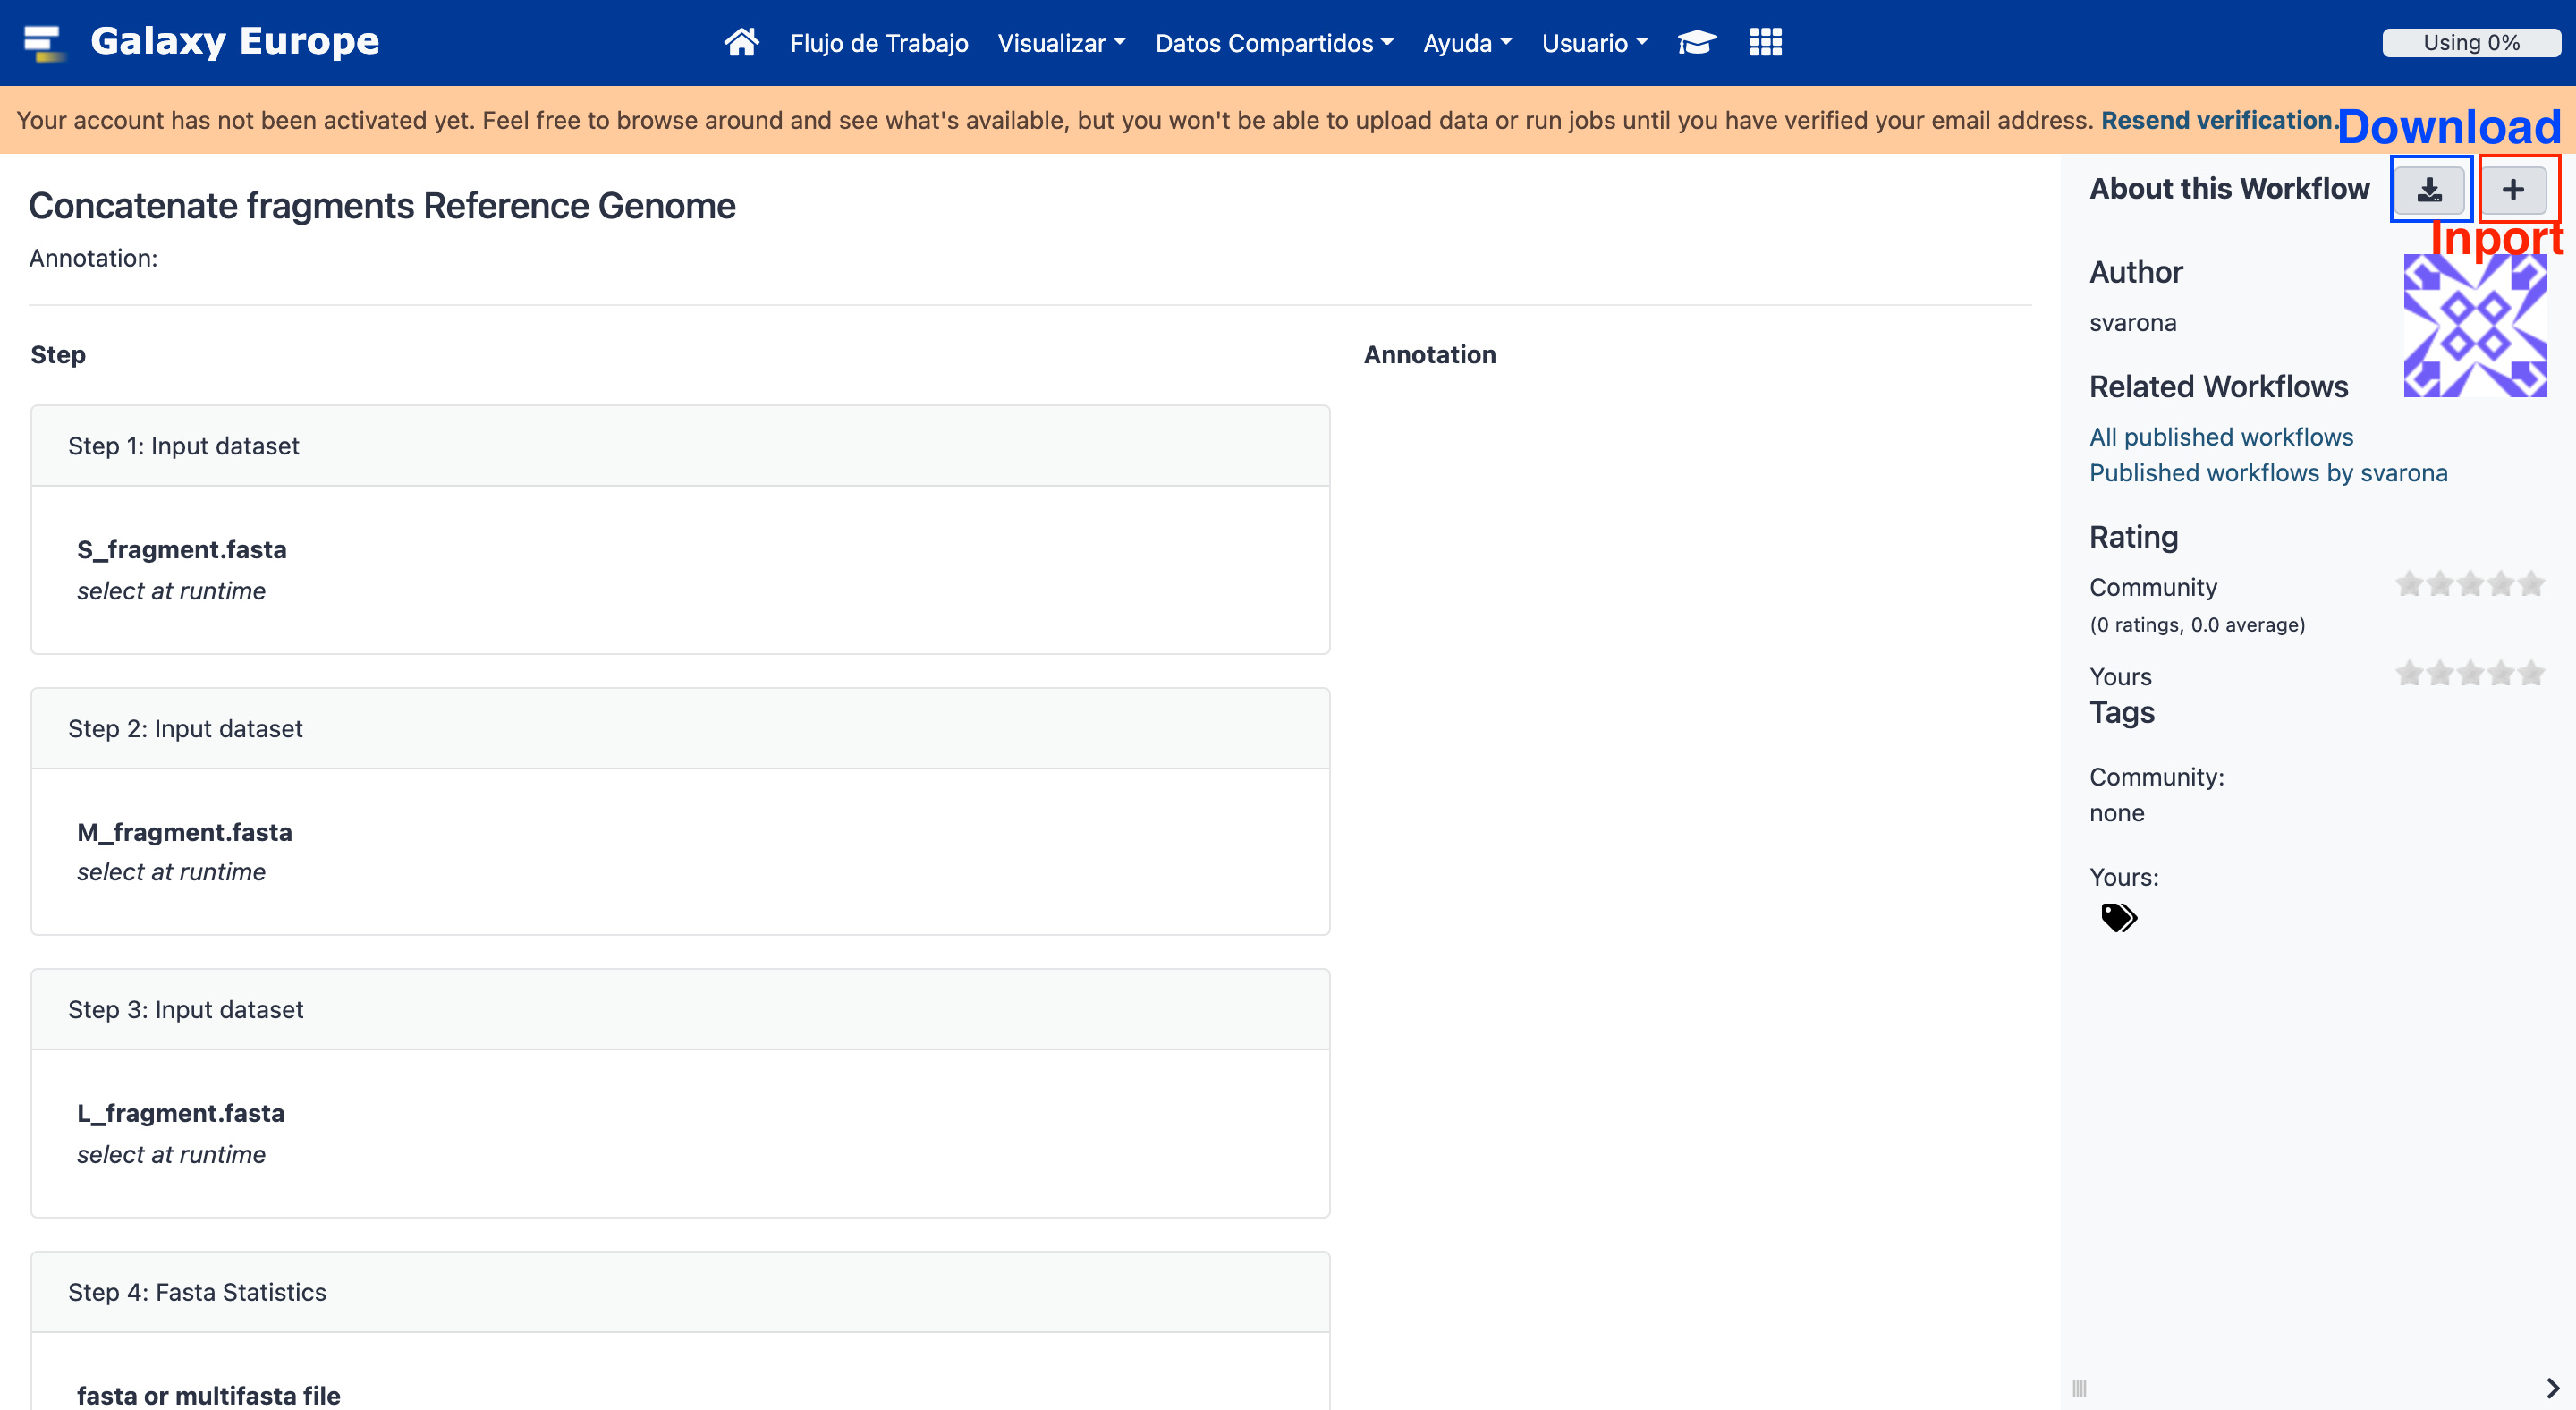 Galaxy Europe
Flujo de Trabajo Visualizar Datos Compartidos Ayuda Usuario
Using 0%
Your account has not been activated yet. Feel free to browse around and see what's available, but you won't be able to upload data or run jobs until you have verified your email address. Resend verification.
Download
Concatenate fragments Reference Genome
Annotation:
Step
Annotation
Step 1: Input dataset
S_fragment.fasta
select at runtime
Step 2: Input dataset
M_fragment.fasta
select at runtime
Step 3: Input dataset
L_fragment.fasta
select at runtime
Step 4: Fasta Statistics
fasta or multifasta file
About this Workflow
Inport
Author
svarona
Related Workflows
All published workflows
Published workflows by svarona
Rating
Community
(0 ratings, 0.0 average)
Yours
Tags
Community:
none
Yours: